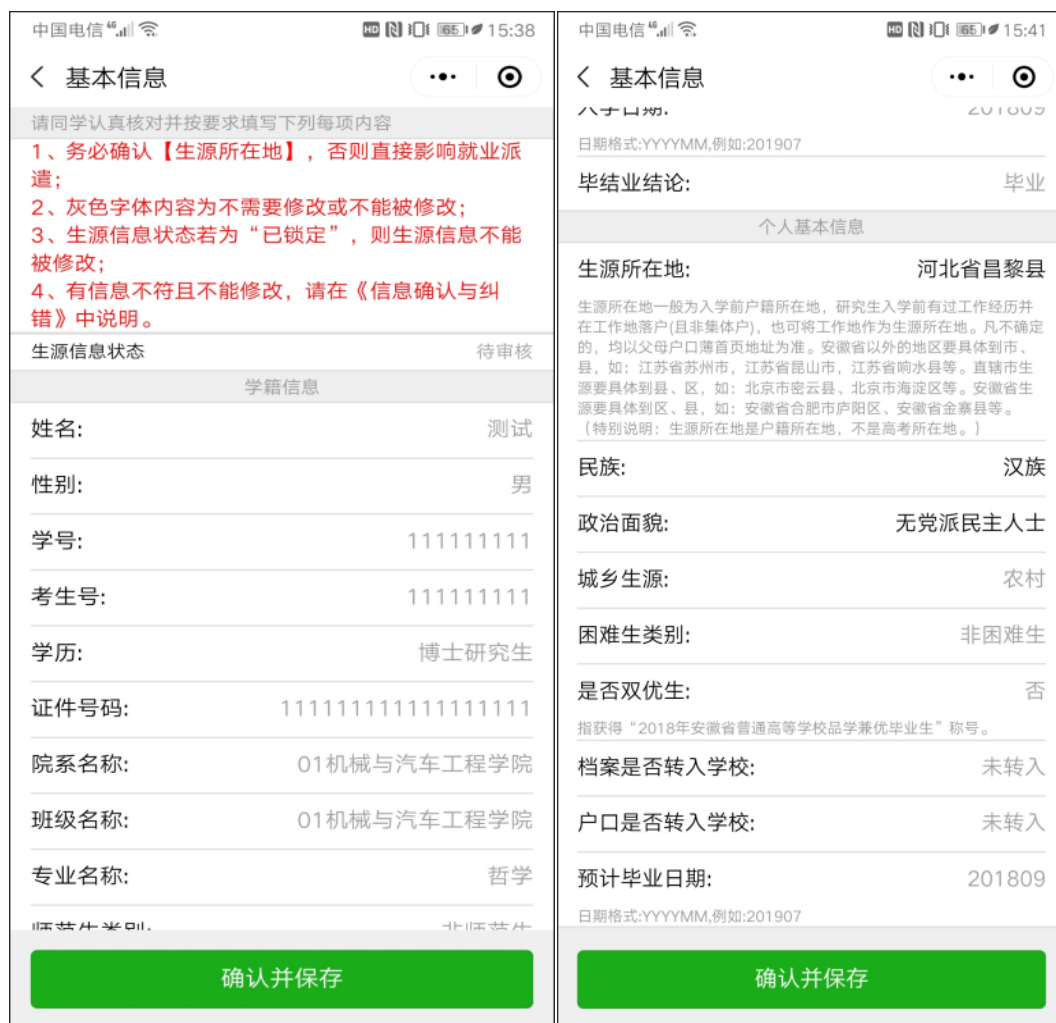 中国电信 4G
HD 65 15:38
基本信息
请同学认真核对并按要求填写下列每项内容
1、务必确认【生源所在地】，否则直接影响就业派
遣；
2、灰色字体内容为不需要修改或不能被修改；
3、生源信息状态若为“已锁定”，则生源信息不能
被修改；
4、有信息不符且不能修改，请在《信息确认与纠
错》中说明。
生源信息状态 待审核
学籍信息
姓名: 测试
性别: 男
学号: 111111111
考生号: 111111111
学历: 博士研究生
证件号码: 111111111111111111
院系名称: 01机械与汽车工程学院
班级名称: 01机械与汽车工程学院
专业名称: 哲学
师范生类别: 非师范生
确认并保存
中国电信 4G
HD 65 15:41
基本信息
入学日期: 201809
日期格式:YYYYMM,例如:201907
毕结业结论: 毕业
个人基本信息
生源所在地: 河北省昌黎县
生源所在地一般为入学前户籍所在地，研究生入学前有过工作经历并
在工作地落户(且非集体户)，也可将工作地作为生源所在地。凡不确定
的，均以父母户口薄首页地址为准。安徽省以外的地区要具体到市、
县，如：江苏省苏州市，江苏省昆山市，江苏省响水县等。直辖市生
源要具体到县、区，如：北京市密云县、北京市海淀区等。安徽省生
源要具体到区、县，如：安徽省合肥市庐阳区、安徽省金寨县等。
（特别说明：生源所在地是户籍所在地，不是高考所在地。）
民族: 汉族
政治面貌: 无党派民主人士
城乡生源: 农村
困难生类别: 非困难生
是否双优生: 否
指获得“2018年安徽省普通高等学校品学兼优毕业生”称号。
档案是否转入学校: 未转入
户口是否转入学校: 未转入
预计毕业日期: 201809
日期格式:YYYYMM,例如:201907
确认并保存